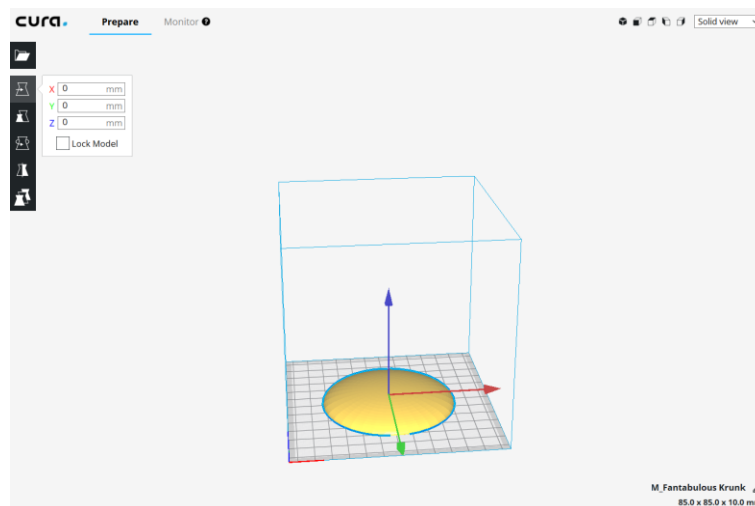 cura.
Prepare
Monitor
Solid view
X 0 mm
Y 0 mm
Z 0 mm
Lock Model
M_Fantabulous Krunk
85.0 x 85.0 x 10.0 mm